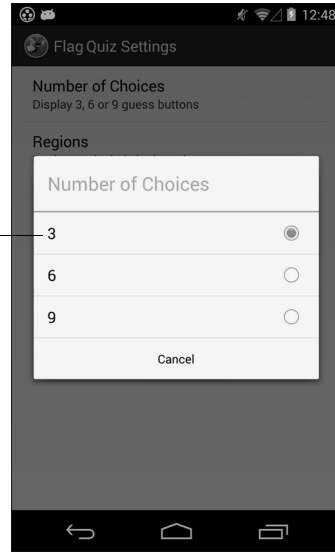 12:48
Flag Quiz Settings
Number of Choices
Display 3, 6 or 9 guess buttons
Regions
Number of Choices
3
6
9
Cancel